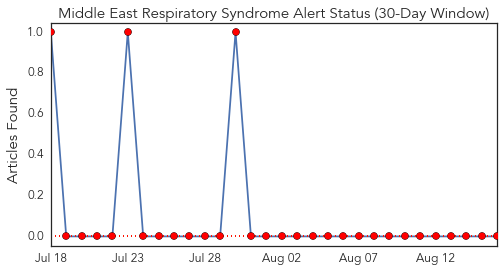 Middle East Respiratory Syndrome Alert Status (30-Day Window)
Articles Found
1.0
0.8
0.6
0.4
0.2
0.0
Jul 18 Jul 23 Jul 28 Aug 02 Aug 07 Aug 12